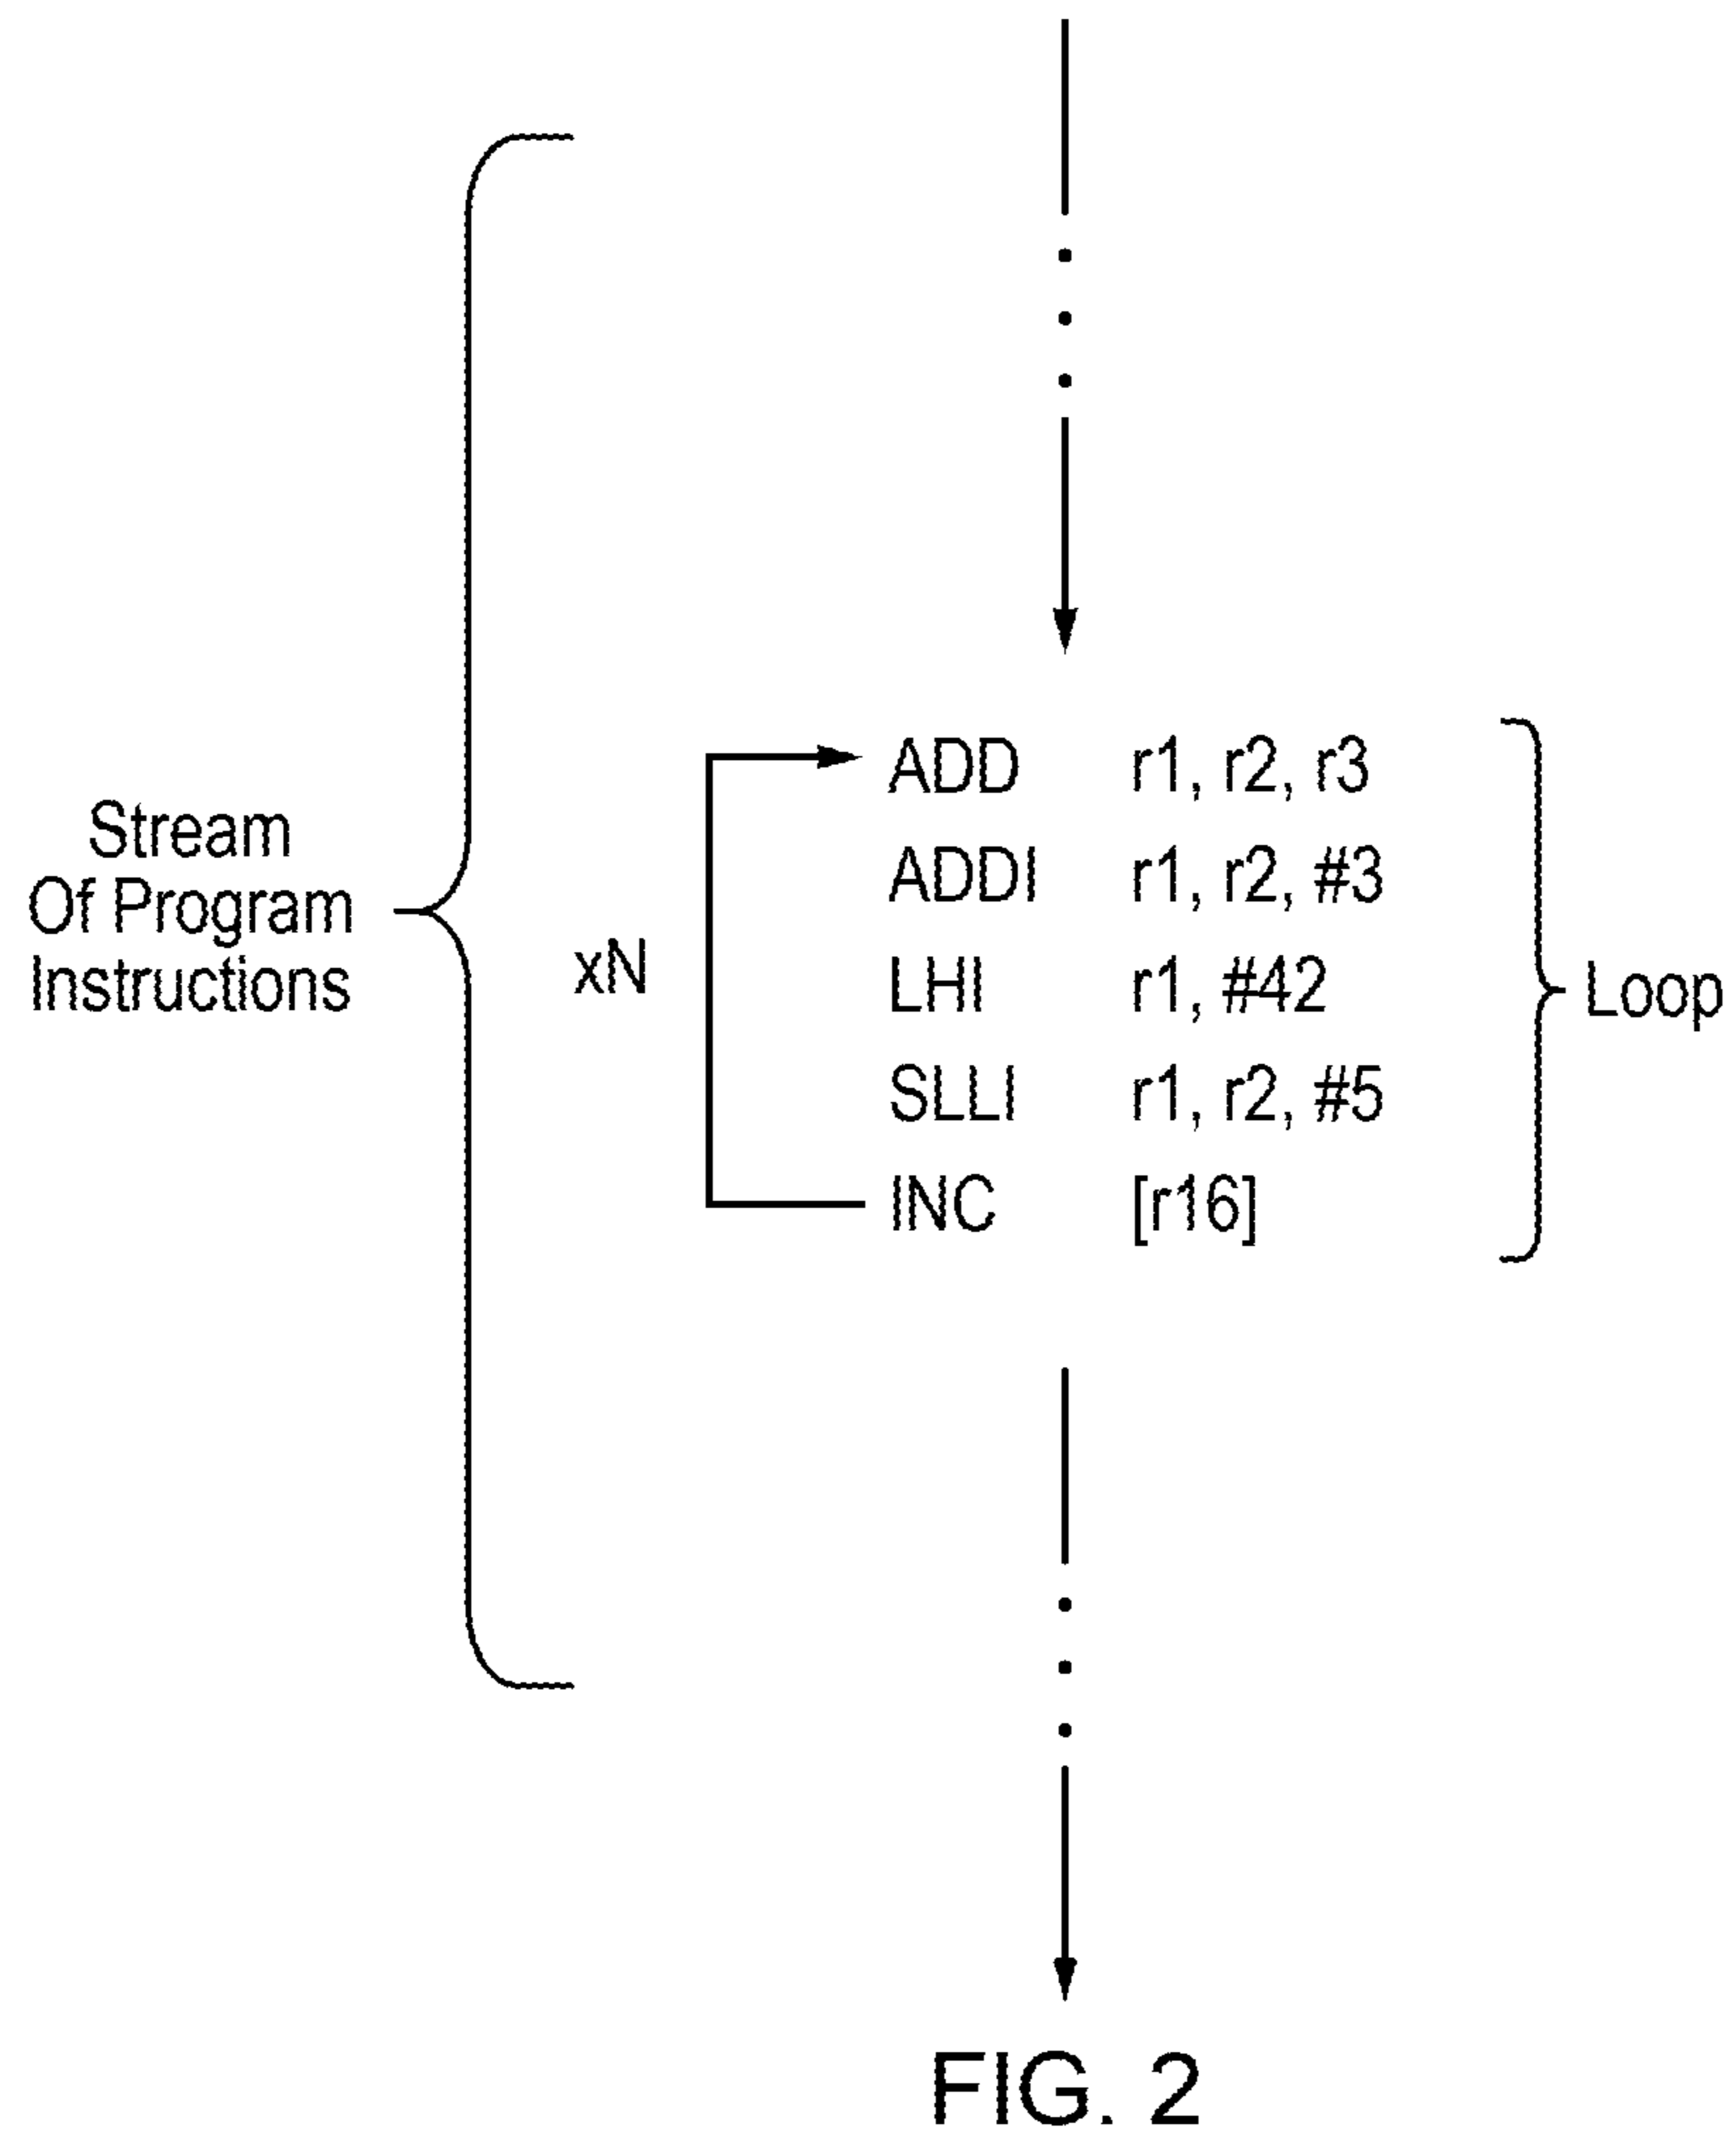 Stream
Of Program
Instructions
xN
ADD r1, r2, r3
ADDI r1, r2, #3
LHI r1, #42
SLLI r1, r2, #5
INC [r16]
Loop
FIG. 2